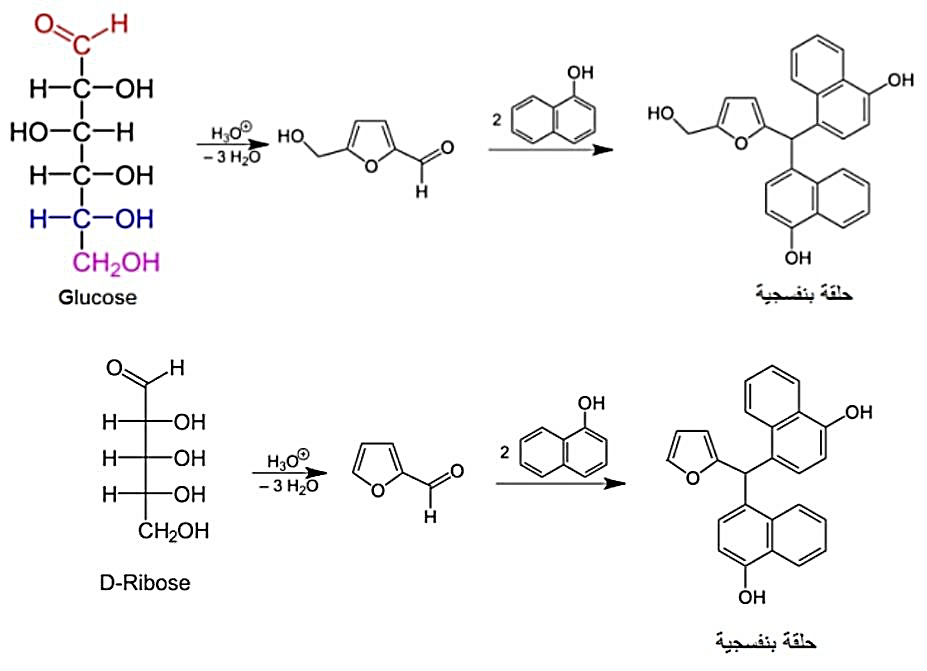 O H
C
H–C–OH
HO–C–H
H–C–OH
H–C–OH
CH₂OH
Glucose
H₃O⊕
– 3 H₂O
HO O O H
2 OH
HO O OH
OH
حلقة بنفسجية
O H
H OH
H OH
H OH
CH₂OH
D-Ribose
H₃O⊕
– 3 H₂O
O O H
2 OH
O OH
OH
حلقة بنفسجية